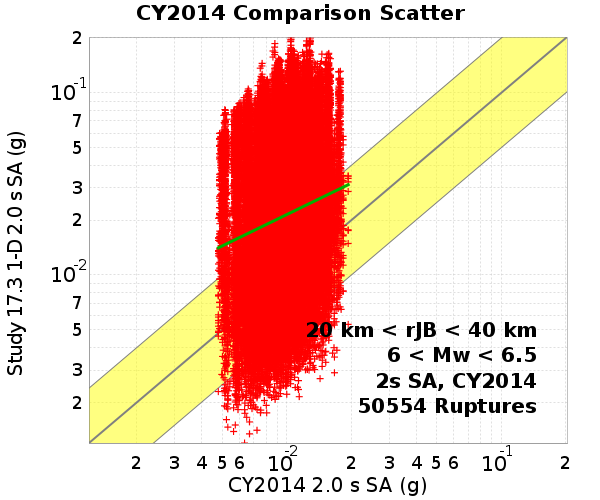 CY2014 Comparison Scatter
Study 17.3 1-D 2.0 s SA (g)
2
10-1
7
5
3
2
10-2
7
5
3
2
20 km < rJB < 40 km
6 < Mw < 6.5
2s SA, CY2014
50554 Ruptures
2 3 4 5 6 10-2 2 3 4 5 6 10-1 2
CY2014 2.0 s SA (g)